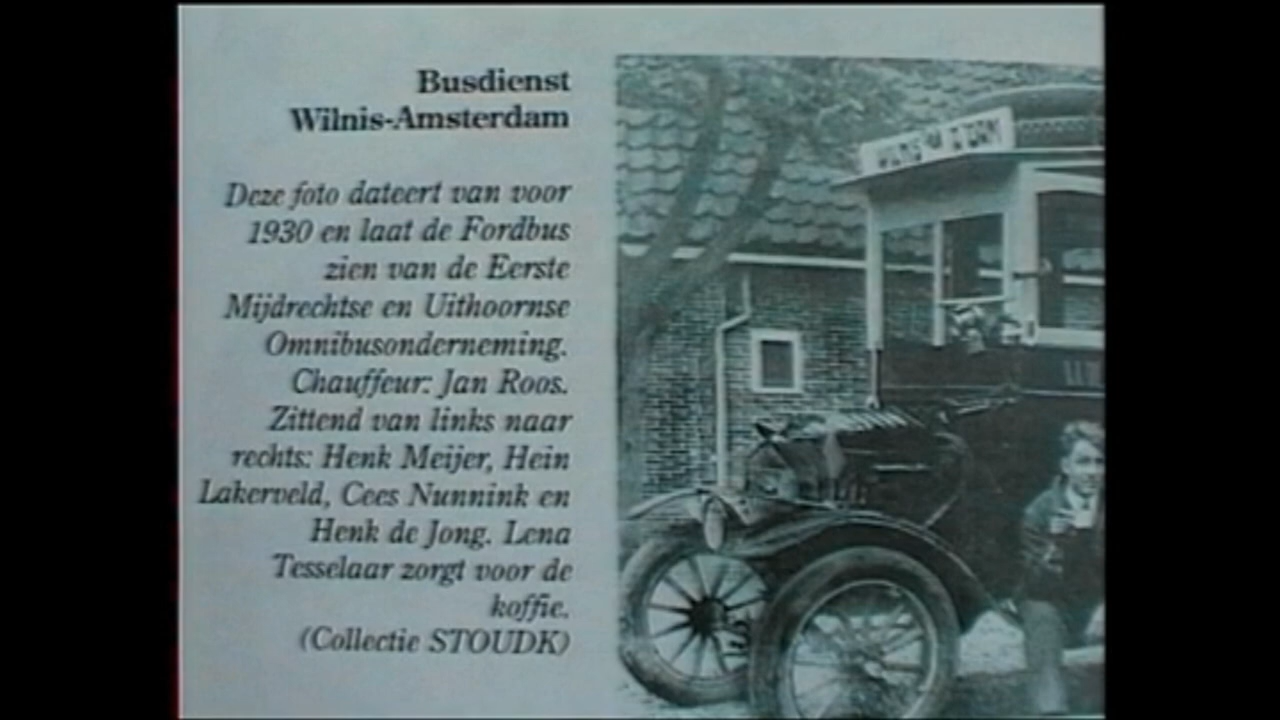 Busdienst
Wilnis-Amsterdam
Deze foto dateert van voor
1930 en laat de Fordbus
zien van de Eerste
Mijdrechtse en Uithoornse
Omnibusonderneming.
Chauffeur: Jan Roos.
Zittend van links naar
rechts: Henk Meijer, Hein
Lakerveld, Cees Nunnink en
Henk de Jong. Lena
Tesselaar zorgt voor de
koffie.
(Collectie STOUDK)
WILNIS